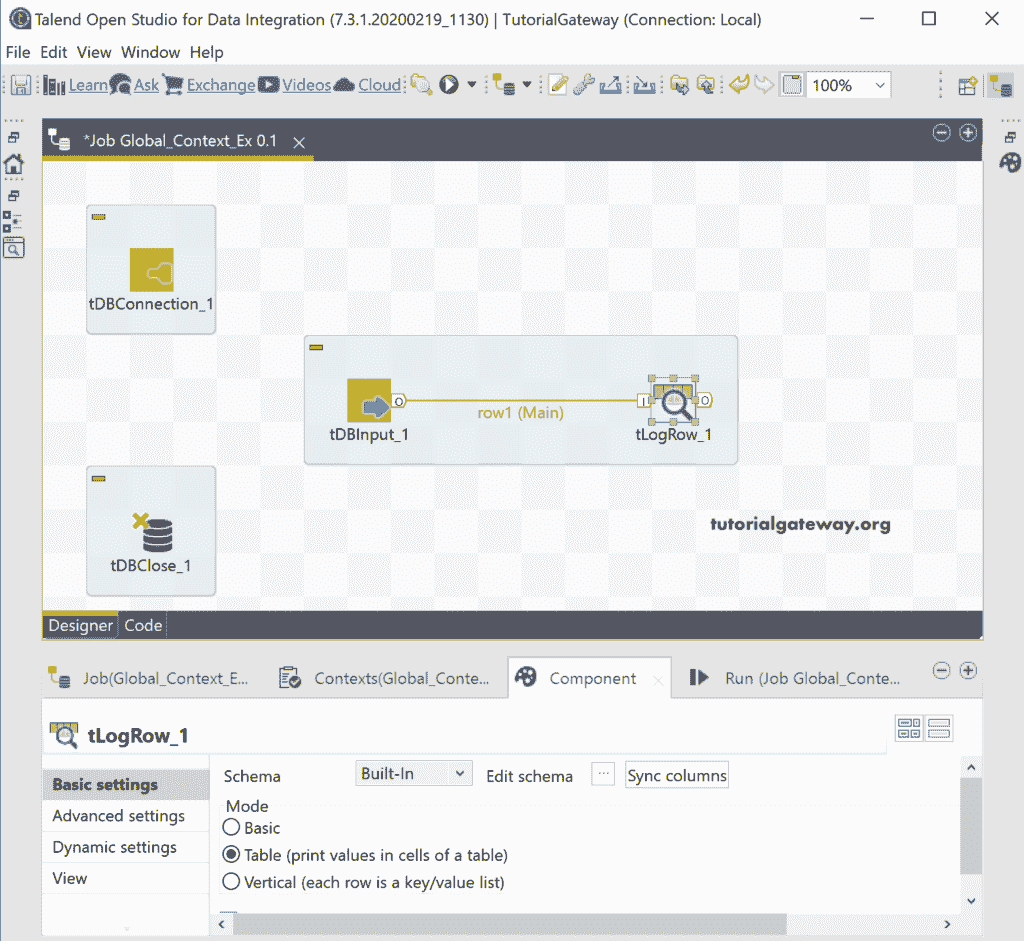 Talend Open Studio for Data Integration (7.3.1.20200219_1130) | TutorialGateway (Connection: Local)
File Edit View Window Help
Learn Ask Exchange Videos Cloud 100%
*Job Global_Context_Ex 0.1
tDBConnection_1
row1 (Main)
tDBInput_1
tLogRow_1
tutorialgateway.org
tDBClose_1
Designer Code
Job(Global_Context_E... Contexts(Global_Conte... Component Run (Job Global_Conte...
tLogRow_1
Basic settings
Advanced settings
Dynamic settings
View
Schema Built-In Edit schema ... Sync columns
Mode
Basic
Table (print values in cells of a table)
Vertical (each row is a key/value list)